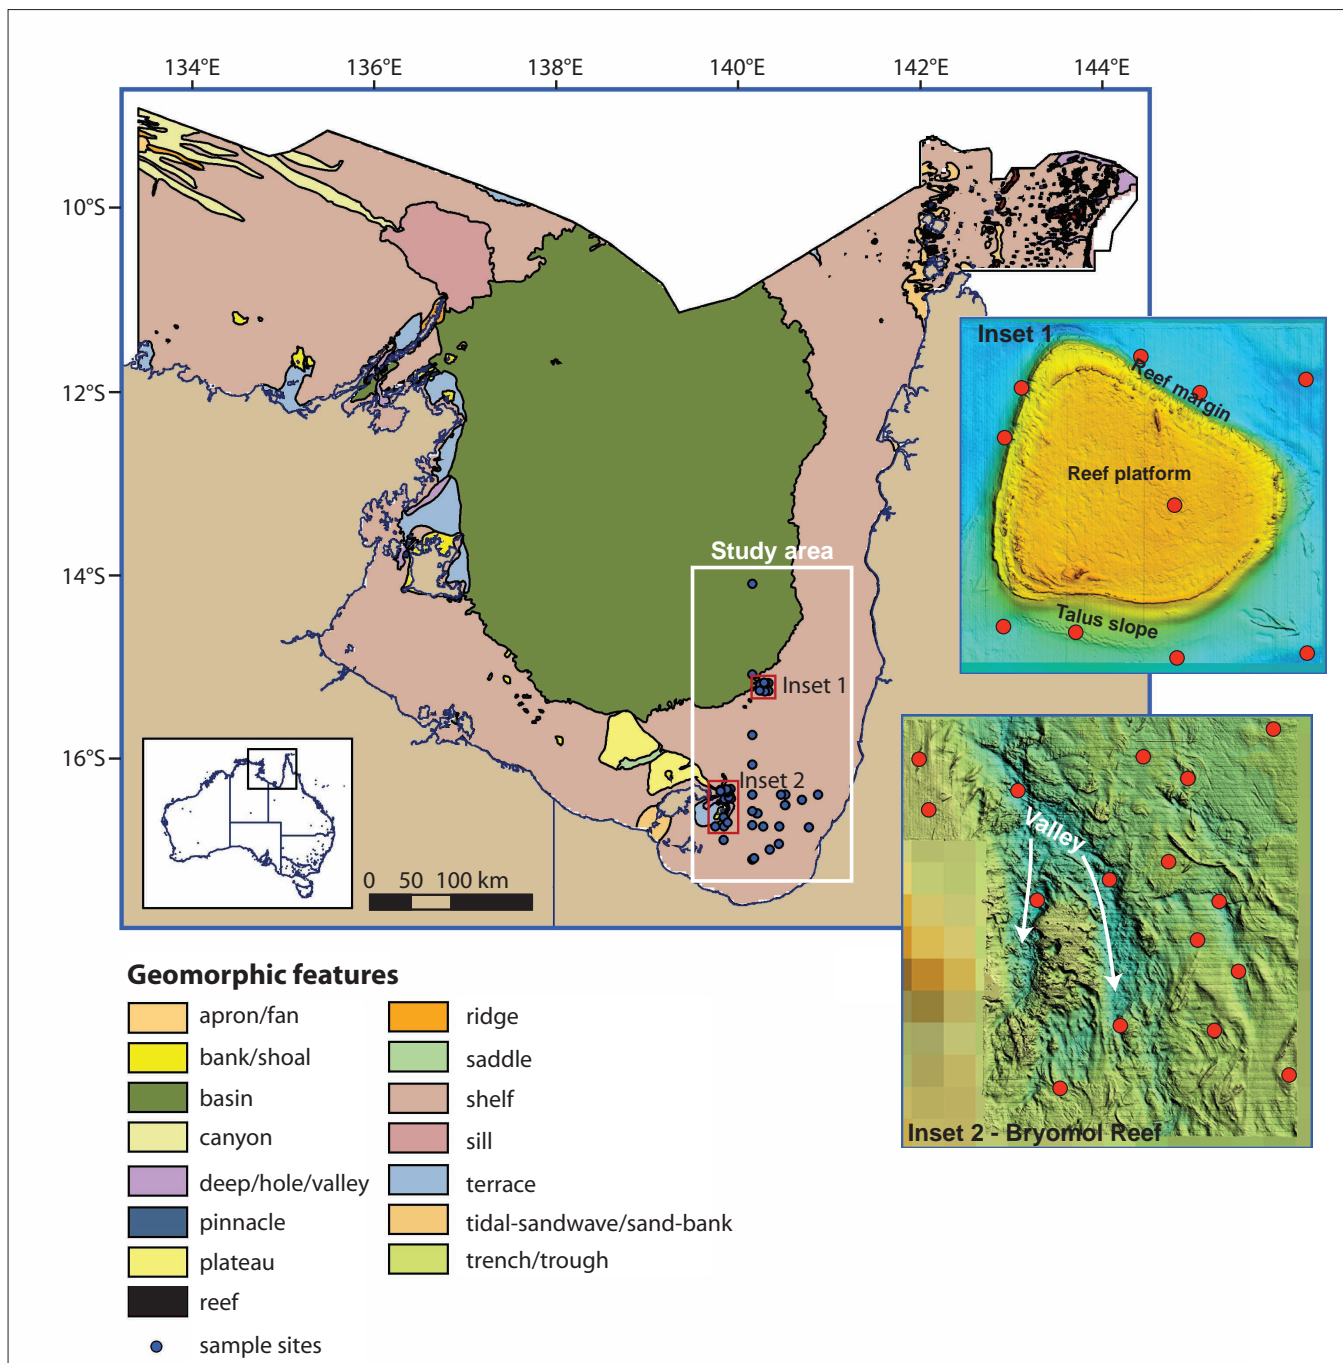 134°E 136°E 138°E 140°E 142°E 144°E
10°S
12°S
14°S
16°S
Study area
Inset 1
Inset 2
0 50 100 km
Inset 1
Reef margin
Reef platform
Talus slope
Valley
Inset 2 - Bryomol Reef
Geomorphic features
apron/fan
bank/shoal
basin
canyon
deep/hole/valley
pinnacle
plateau
reef
sample sites
ridge
saddle
shelf
sill
terrace
tidal-sandwave/sand-bank
trench/trough